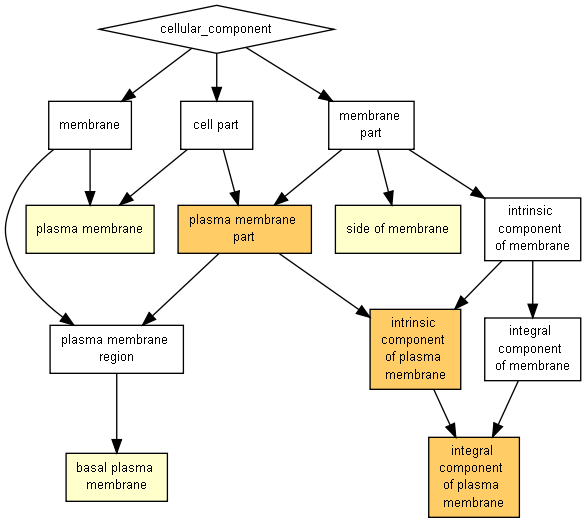 cellular_component
membrane
cell part
membrane
part
plasma membrane
plasma membrane
part
side of membrane
intrinsic
component
of membrane
plasma membrane
region
intrinsic
component
of plasma
membrane
integral
component
of membrane
basal plasma
membrane
integral
component
of plasma
membrane